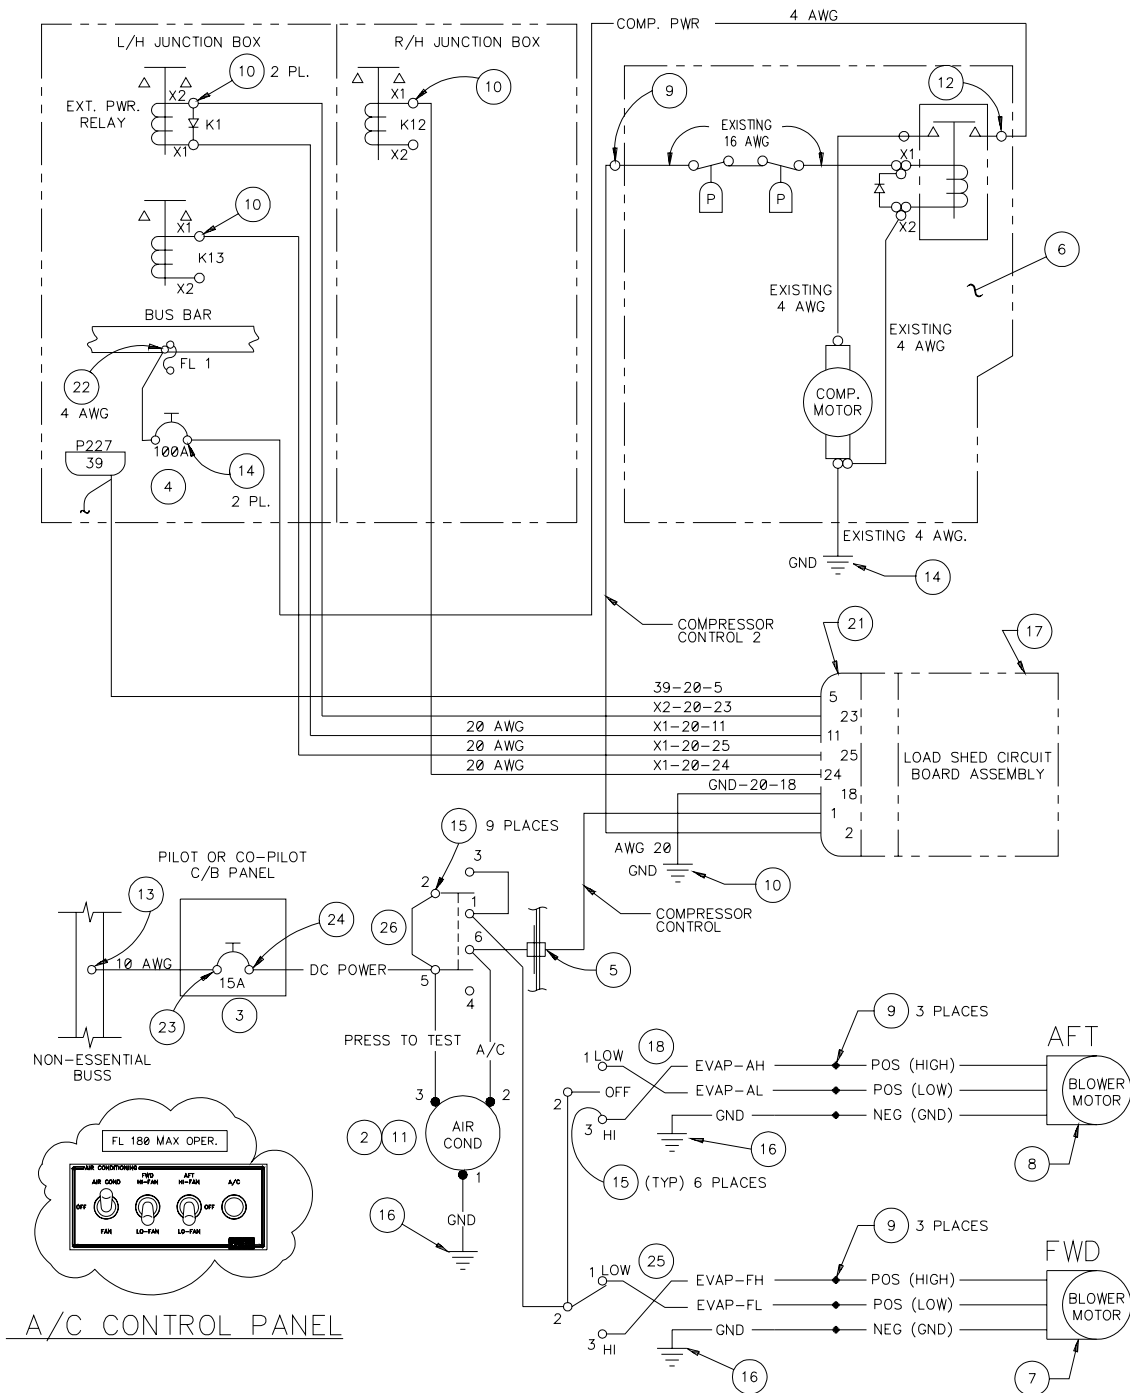 COMP. PWR
4 AWG
L/H JUNCTION BOX
R/H JUNCTION BOX
10
2 PL.
X2
EXT. PWR.
RELAY
K1
X1
X1
10
K12
X2
9
12
EXISTING
16 AWG
X1
P
P
X2
10
X1
K13
X2
6
EXISTING
4 AWG
EXISTING
4 AWG
BUS BAR
FL 1
22
4 AWG
COMP.
MOTOR
P227
39
100A
14
4
2 PL.
EXISTING 4 AWG.
GND
14
COMPRESSOR
CONTROL 2
21
17
39-20-5
5
X2-20-23
23
20 AWG
X1-20-11
11
20 AWG
X1-20-25
25
20 AWG
X1-20-24
24
LOAD SHED CIRCUIT
BOARD ASSEMBLY
GND-20-18
18
1
2
AWG 20
GND
10
15
9 PLACES
PILOT OR CO-PILOT
C/B PANEL
3
2
1
13
24
26
6
COMPRESSOR
CONTROL
10 AWG
15A
DC POWER
5
4
5
23
3
NON-ESSENTIAL
BUSS
PRESS TO TEST
A/C
3
2
2
11
AIR
COND
1
GND
16
9
3 PLACES
AFT
1 LOW
18
EVAP-AH
POS (HIGH)
2
OFF
EVAP-AL
POS (LOW)
BLOWER
MOTOR
3
HI
GND
NEG (GND)
16
8
15
(TYP) 6 PLACES
9
3 PLACES
FWD
1 LOW
25
EVAP-FH
POS (HIGH)
2
EVAP-FL
POS (LOW)
BLOWER
MOTOR
3
HI
GND
NEG (GND)
16
7
FL 180 MAX OPER.
AIR CONDITIONING
AIR COND
FWD
HI-FAN
AFT
HI-FAN
A/C
OFF
OFF
FAN
LO-FAN
LO-FAN
A/C CONTROL PANEL